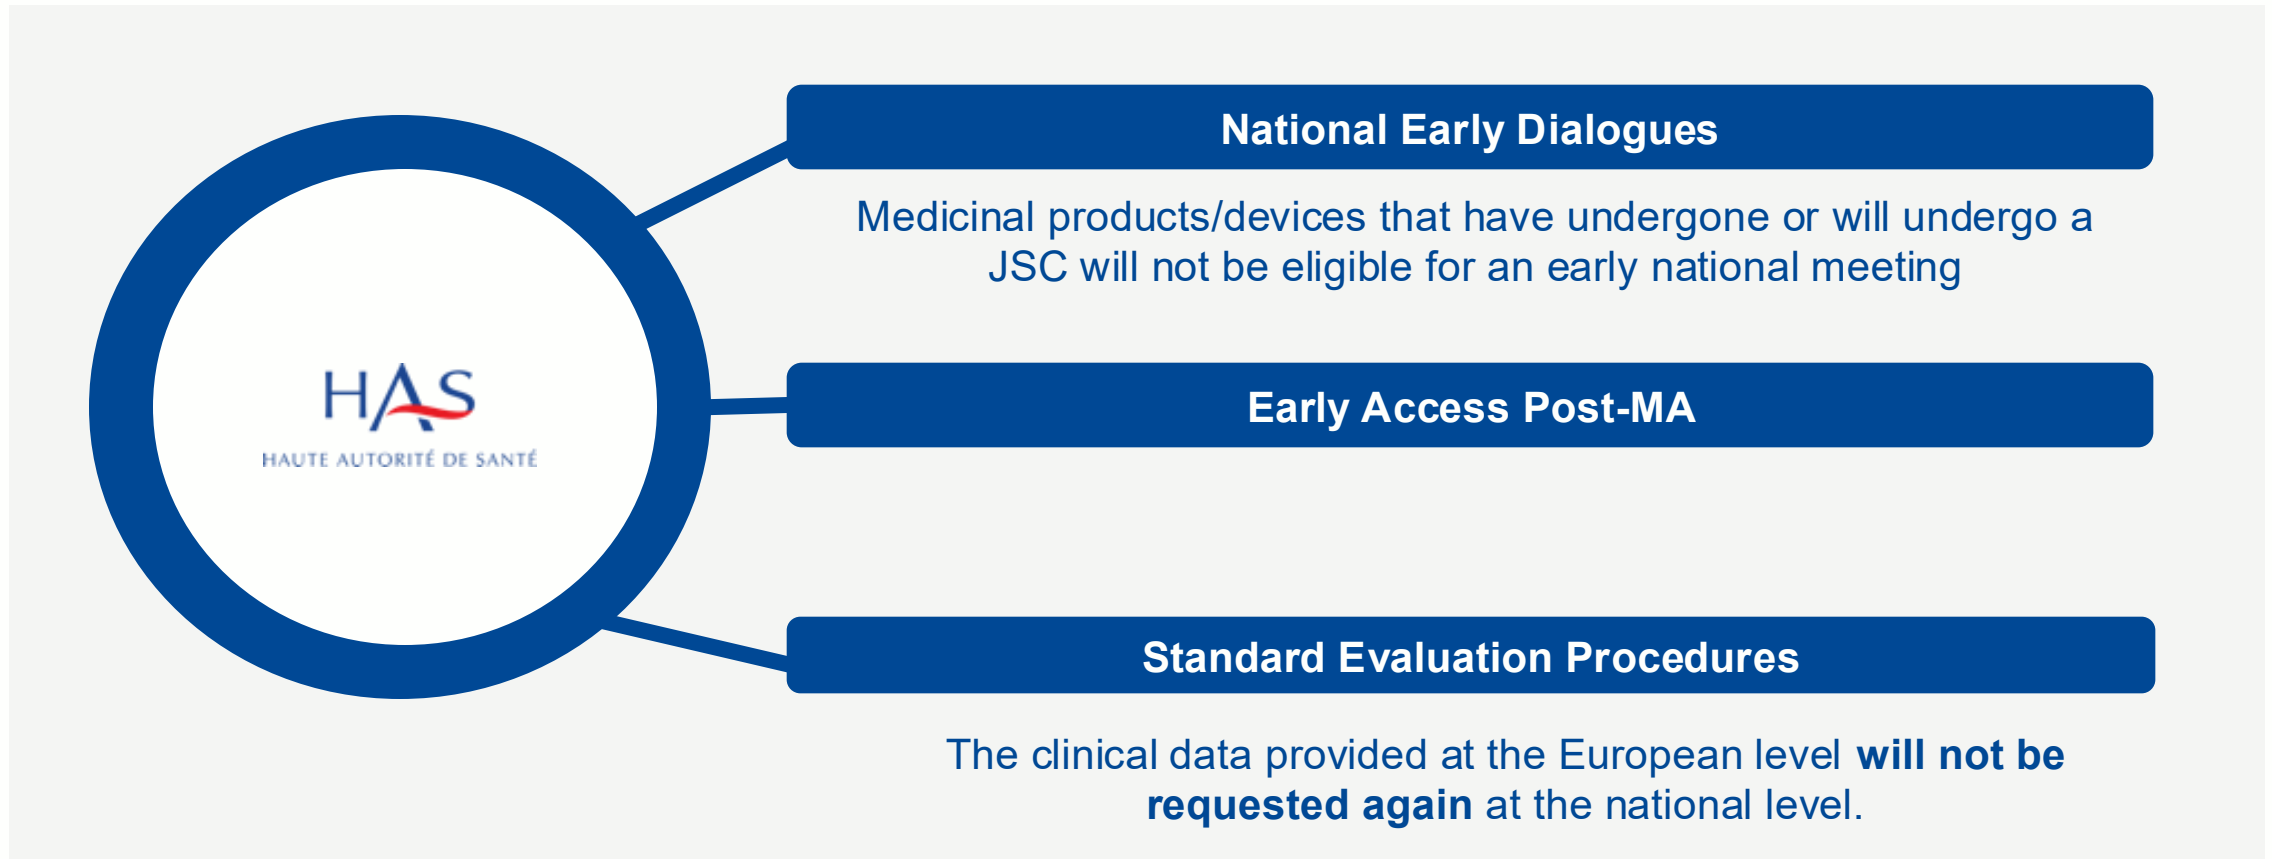 National Early Dialogues
Medicinal products/devices that have undergone or will undergo a
JSC will not be eligible for an early national meeting
HAS
HAUTE AUTORITÉ DE SANTÉ
Early Access Post-MA
Standard Evaluation Procedures
The clinical data provided at the European level will not be
requested again at the national level.